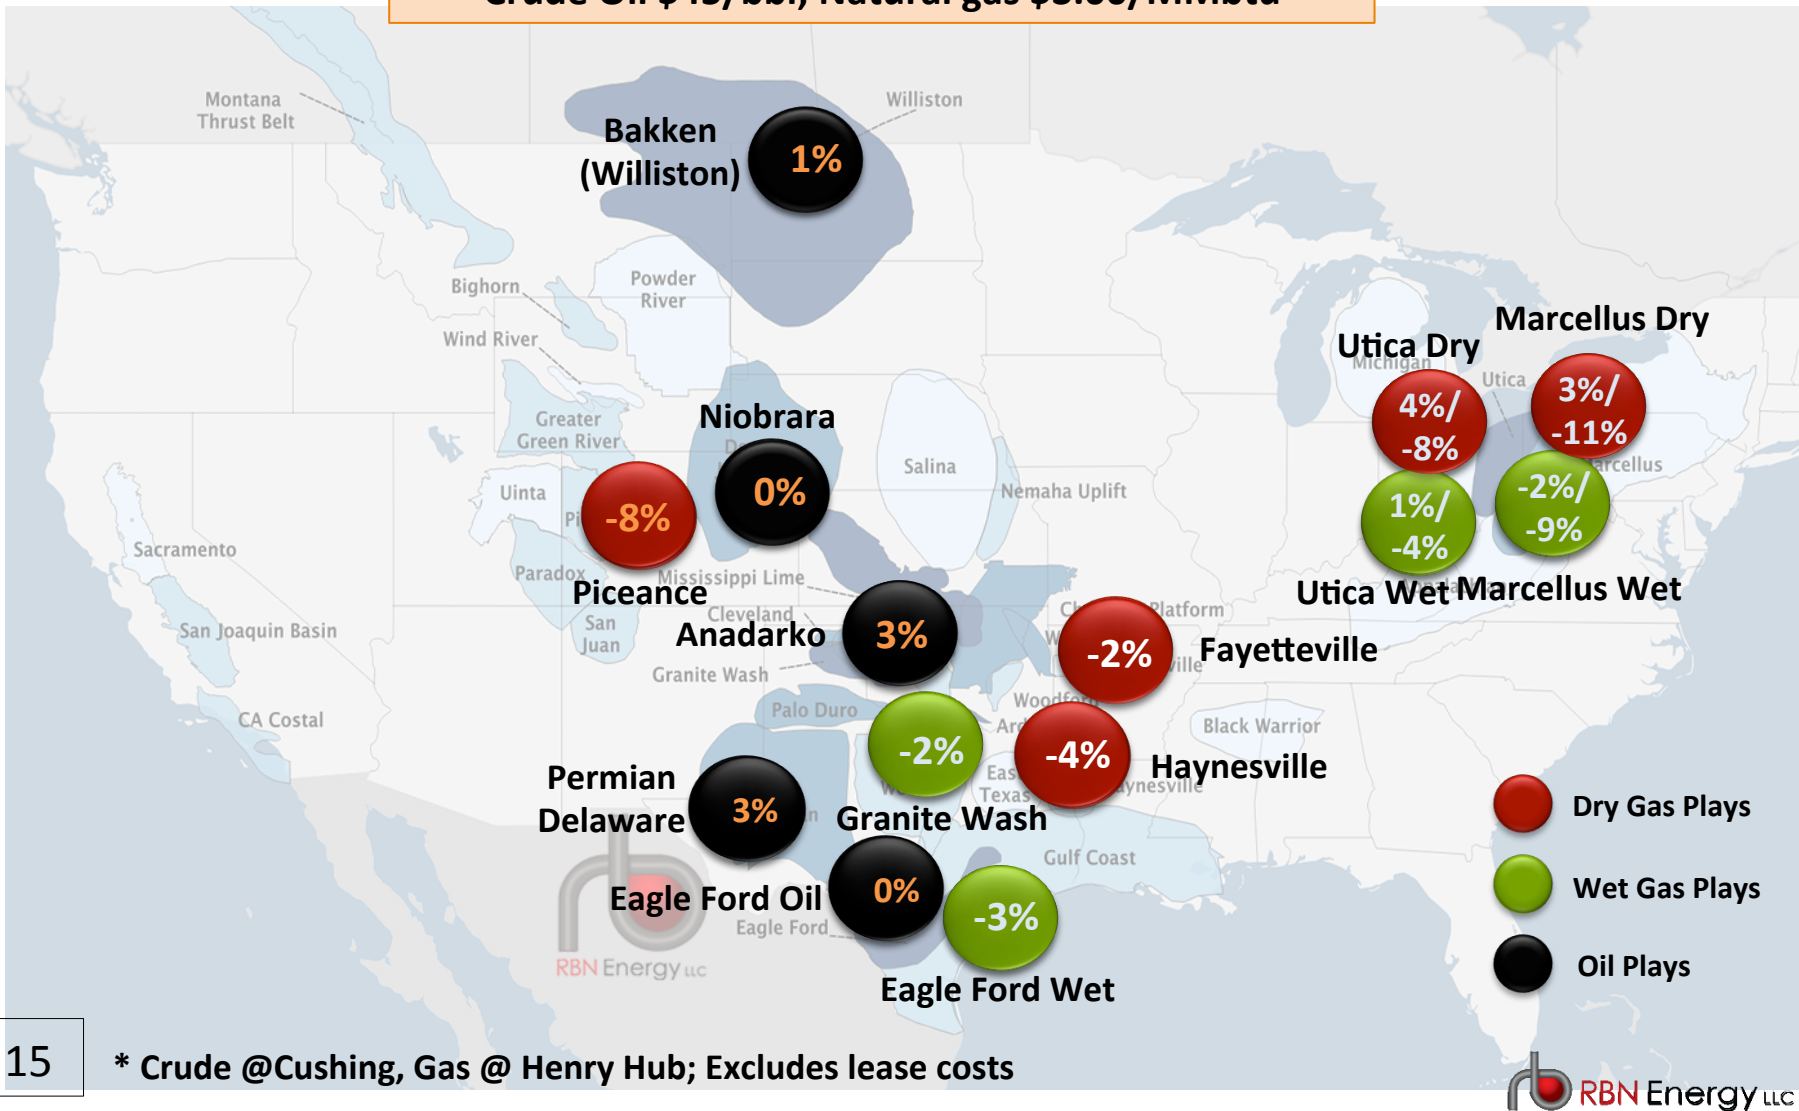 Montana
Thrust Belt
Williston
Bakken
(Williston)
1%
Powder
River
Bighorn
Wind River
Marcellus Dry
Utica Dry
Michigan
Utica
3%/
-11%
4%/
-8%
Niobrara
Greater
Green River
0%
Salina
Nemaha Uplift
Uinta
-8%
1%/
-4%
-2%/
-9%
Sacramento
Paradox
Mississippi Lime
Piceance
Utica Wet
Marcellus Wet
Cleveland
Platform
San
Juan
San Joaquin Basin
Anadarko
3%
-2%
Fayetteville
Granite Wash
CA Costal
Palo Duro
Woodford
Black Warrior
-2%
-4%
Haynesville
Permian
Delaware
3%
East
Texas
Granite Wash
Dry Gas Plays
Gulf Coast
Eagle Ford Oil
0%
Wet Gas Plays
Eagle Ford
-3%
RBN Energy LLC
Oil Plays
Eagle Ford Wet
15
* Crude @Cushing, Gas @ Henry Hub; Excludes lease costs
RBN Energy LLC